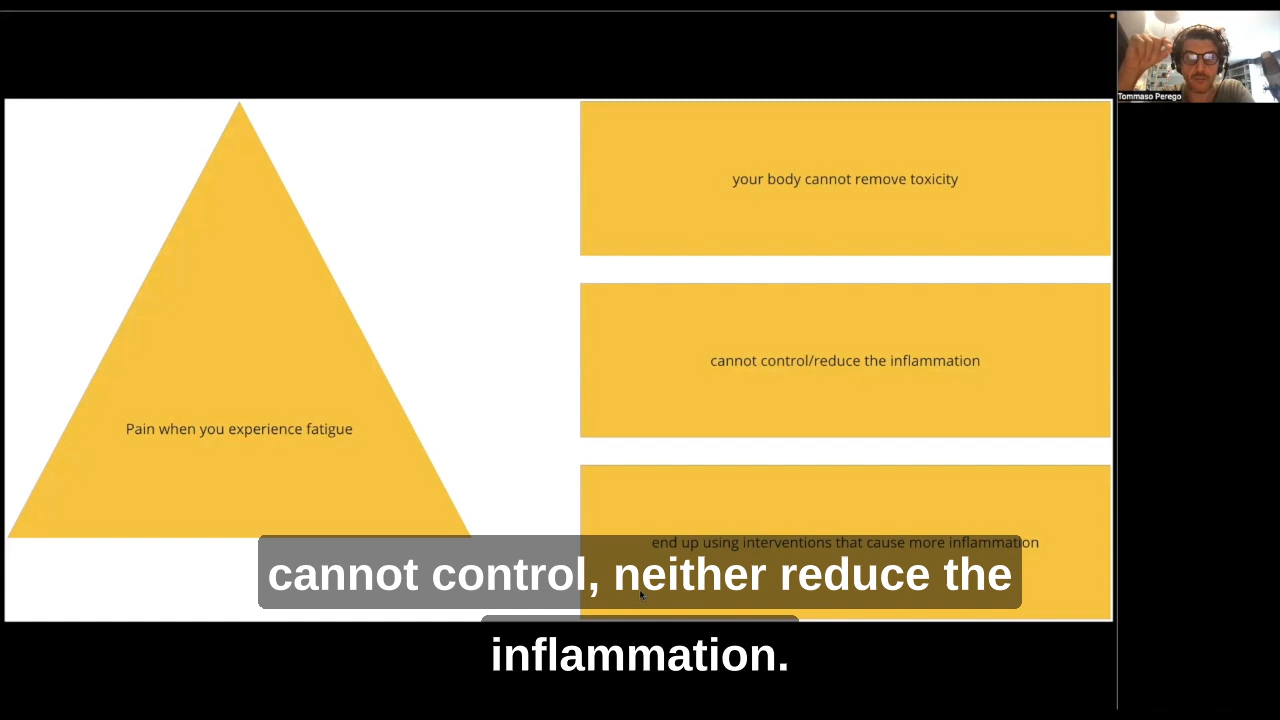 your body cannot remove toxicity
cannot control/reduce the inflammation
Pain when you experience fatigue
end up using interventions that cause more inflammation
cannot control, neither reduce the
inflammation.
Tommaso Perego